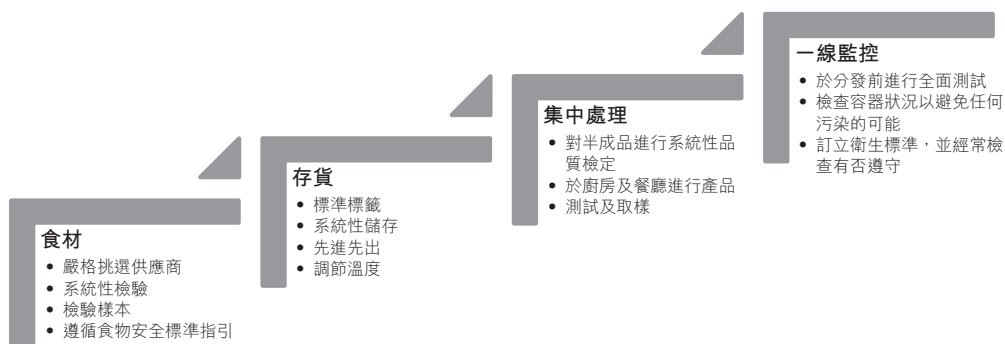 食材
• 嚴格挑選供應商
• 系統性檢驗
• 檢驗樣本
• 遵循食物安全標準指引
存貨
• 標準標籤
• 系統性儲存
• 先進先出
• 調節溫度
集中處理
• 對半成品進行系統性品
質檢定
• 於廚房及餐廳進行產品
• 測試及取樣
一線監控
• 於分發前進行全面測試
• 檢查容器狀況以避免任何
污染的可能
• 訂立衛生標準，並經常檢
查有否遵守